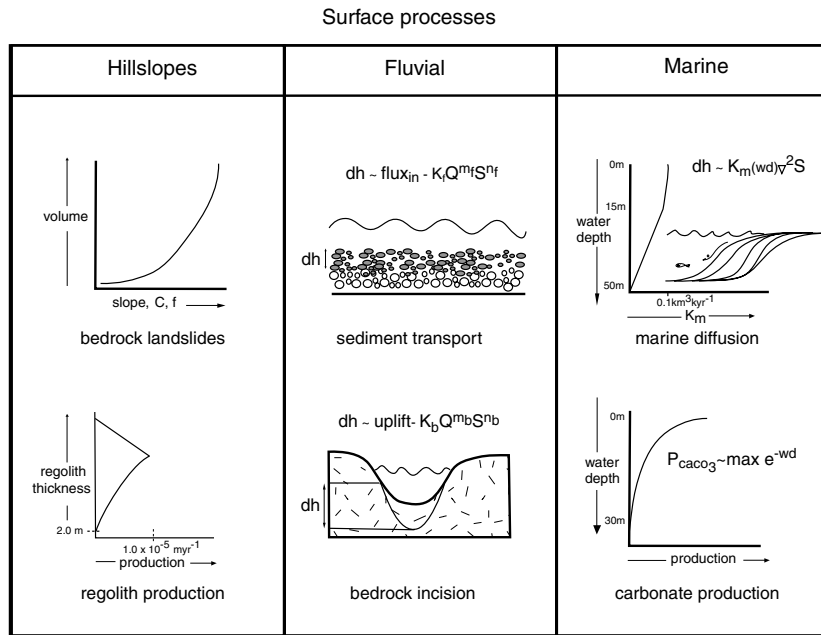 Surface processes
Hillslopes
Fluvial
Marine
volume
slope, C, f
bedrock landslides
dh ~ flux_in - K_f Q^m_f S^n_f
dh
sediment transport
dh ~ K_m(wd)∇²S
0m
15m
water
depth
50m
0.1km³kyr⁻¹
K_m
marine diffusion
regolith
thickness
2.0 m
1.0 x 10⁻⁵ myr⁻¹
production
regolith production
dh ~ uplift- K_b Q^m_b S^n_b
dh
bedrock incision
0m
water
depth
30m
P_caco₃~max e^-wd
production
carbonate production